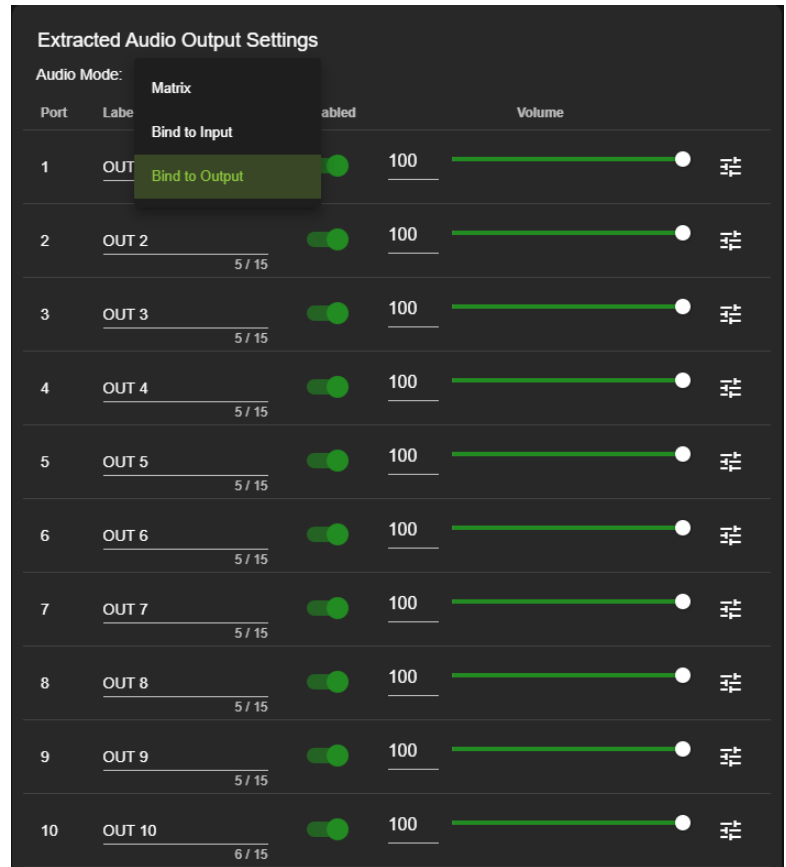 Extracted Audio Output Settings
Audio Mode:
Matrix
Port Labe abled Volume
Bind to Input
1 OUT 100
Bind to Output
2 OUT 2 100
5 / 15
3 OUT 3 100
5 / 15
4 OUT 4 100
5 / 15
5 OUT 5 100
5 / 15
6 OUT 6 100
5 / 15
7 OUT 7 100
5 / 15
8 OUT 8 100
5 / 15
9 OUT 9 100
5 / 15
10 OUT 10 100
6 / 15